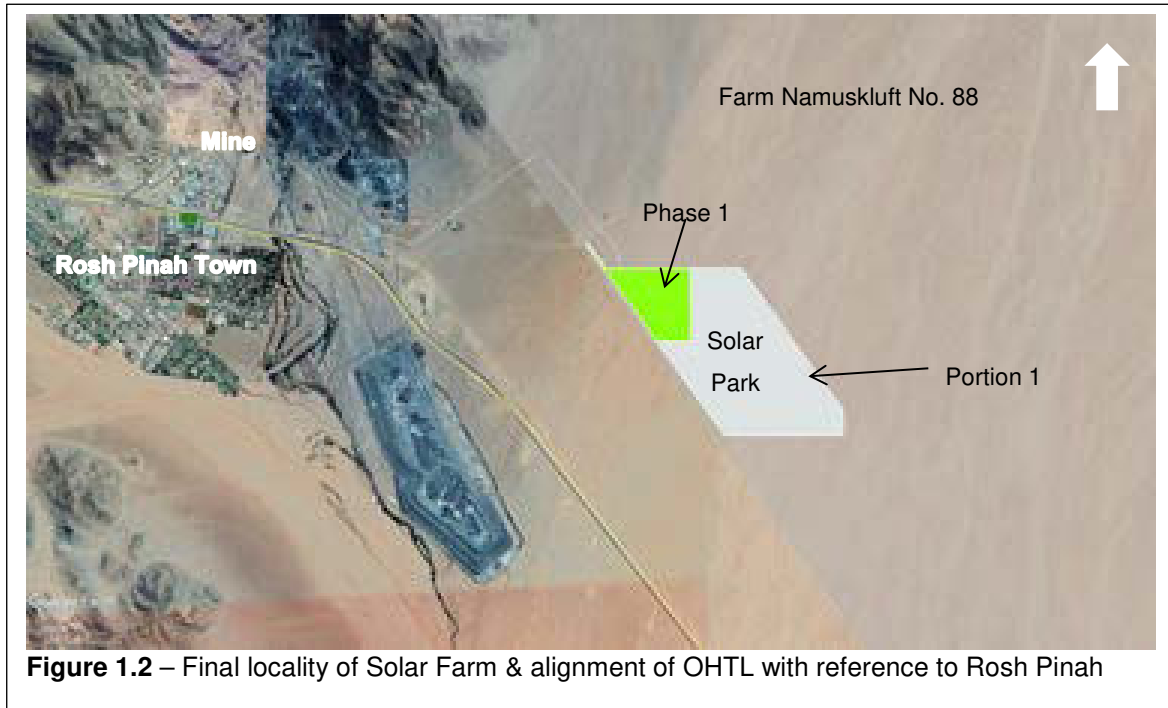 Farm Namuskluft No. 88
Mine
Phase 1
Rosh Pinah Town
Solar
Park
Portion 1
Figure 1.2 – Final locality of Solar Farm & alignment of OHTL with reference to Rosh Pinah